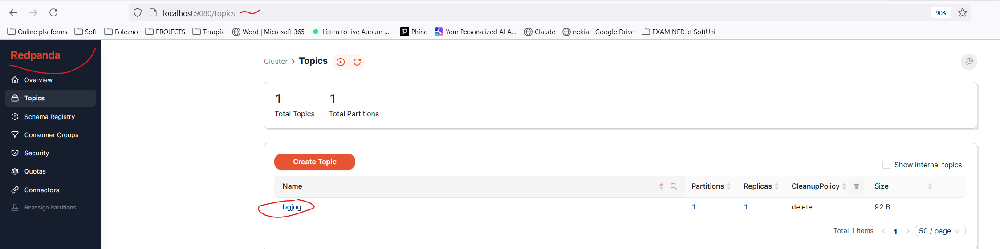 localhost:9080/topics
90%
Online platforms Soft Polezno PROJECTS Terapia Word | Microsoft 365 Listen to live Auburn ... Phind Your Personalized AI A... Claude nokia - Google Drive EXAMINER at SoftUni
Redpanda
Overview
Topics
Schema Registry
Consumer Groups
Security
Quotas
Connectors
Reassign Partitions
Cluster > Topics
1 1
Total Topics Total Partitions
Create Topic
Show internal topics
Name Partitions Replicas CleanupPolicy Size
bgjug 1 1 delete 92 B
Total 1 items < 1 > 50 / page